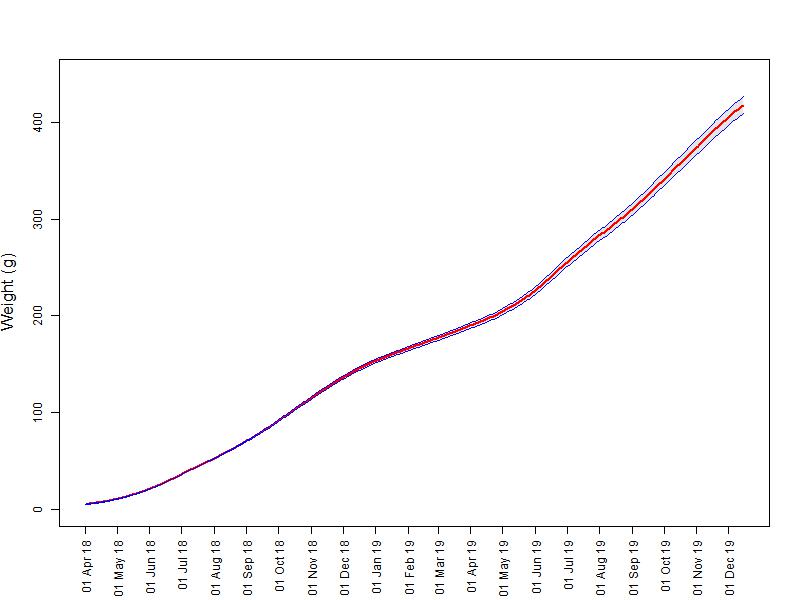 Weight (g)
400
300
200
100
0
01 Apr 18
01 May 18
01 Jun 18
01 Jul 18
01 Aug 18
01 Sep 18
01 Oct 18
01 Nov 18
01 Dec 18
01 Jan 19
01 Feb 19
01 Mar 19
01 Apr 19
01 May 19
01 Jun 19
01 Jul 19
01 Aug 19
01 Sep 19
01 Oct 19
01 Nov 19
01 Dec 19